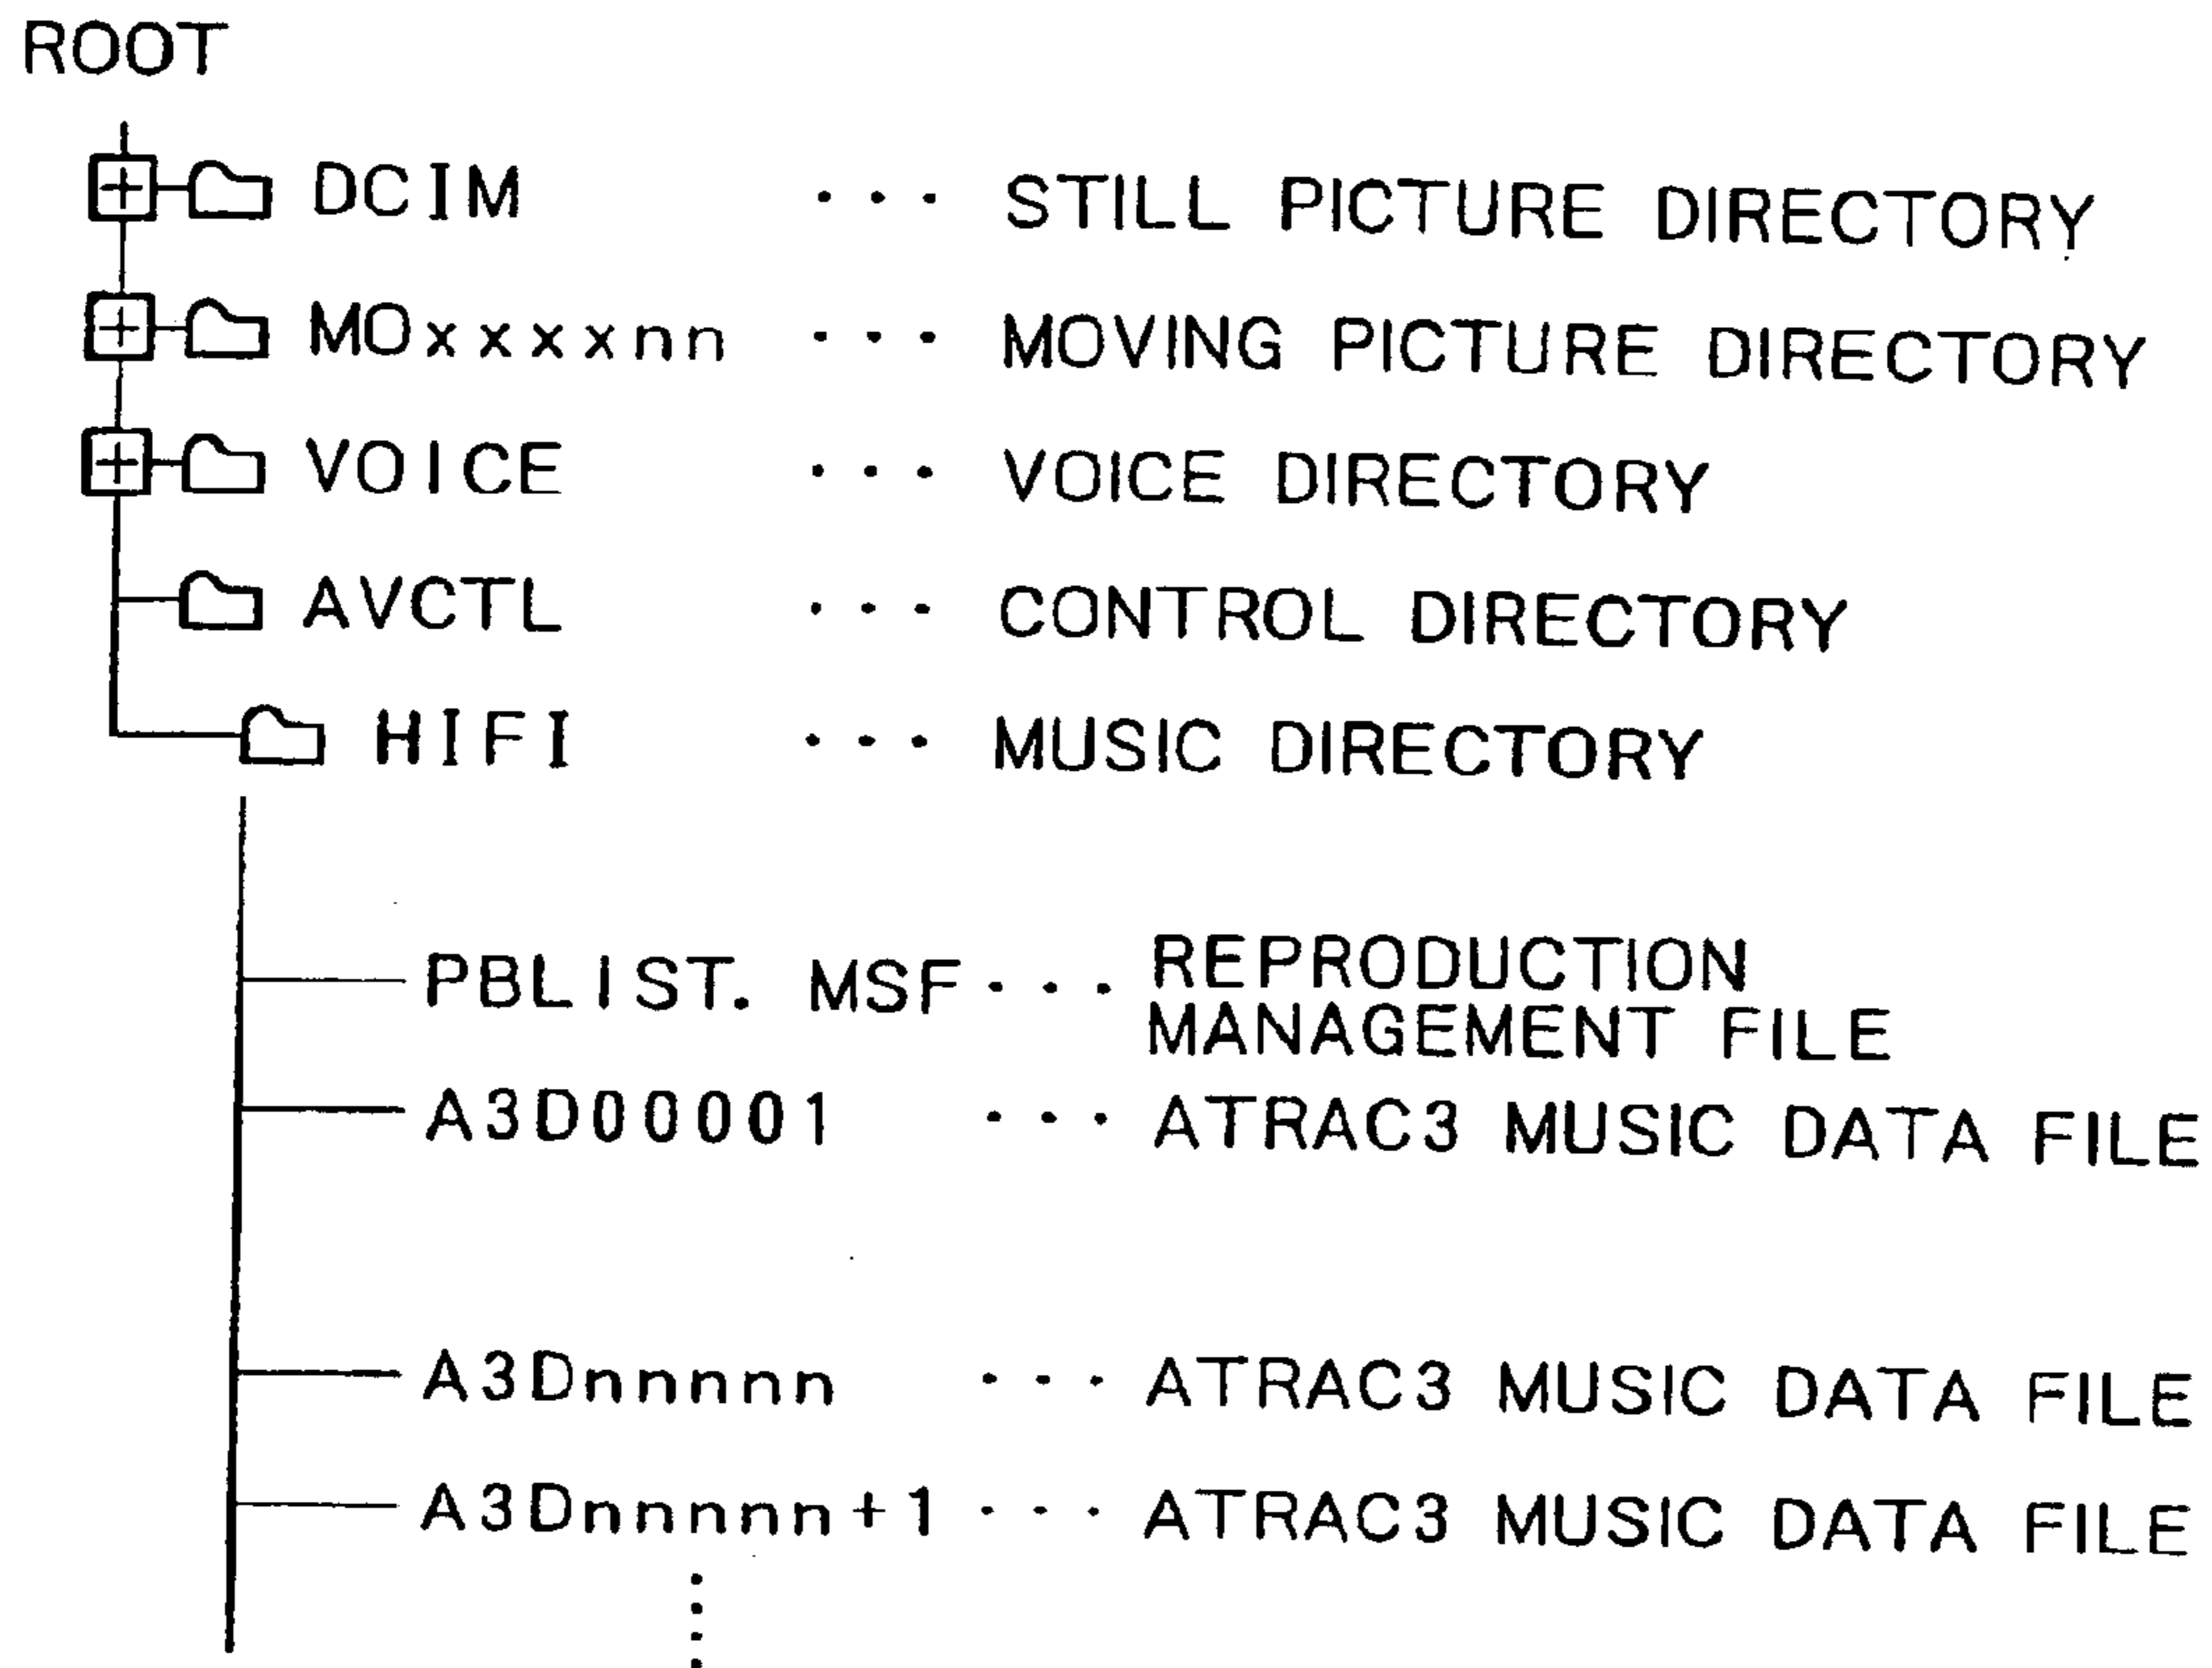 ROOT
DCIM ... STILL PICTURE DIRECTORY
MOxxxxnn ... MOVING PICTURE DIRECTORY
VOICE ... VOICE DIRECTORY
AVCTL ... CONTROL DIRECTORY
HIFI ... MUSIC DIRECTORY
PBLIST. MSF ... REPRODUCTION
MANAGEMENT FILE
A3D00001 ... ATRAC3 MUSIC DATA FILE
A3Dnnnnn ... ATRAC3 MUSIC DATA FILE
A3Dnnnnn+1 ... ATRAC3 MUSIC DATA FILE